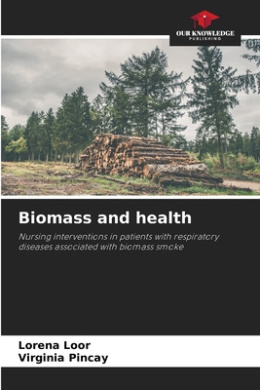 OUR KNOWLEDGE
PUBLISHING
Biomass and health
Nursing interventions in patients with respiratory
diseases associated with biomass smoke
Lorena Loor
Virginia Pincay